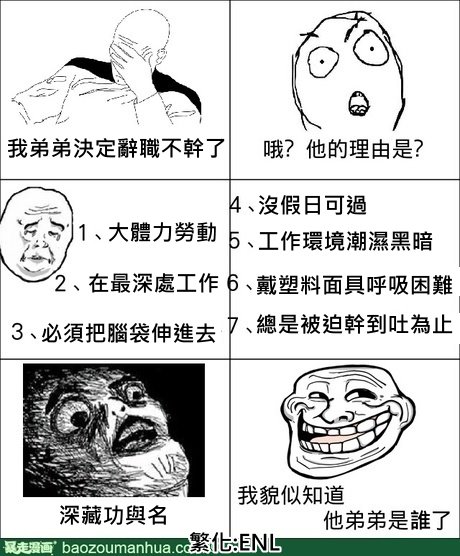 我弟弟決定辭職不幹了
哦? 他的理由是?
1、大體力勞動
2、在最深處工作
3、必須把腦袋伸進去
4、沒假日可過
5、工作環境潮濕黑暗
6、戴塑料面具呼吸困難
7、總是被迫幹到吐為止
深藏功與名
我貌似知道
他弟弟是誰了
暴走漫画 baozoumanhua.com
繁化:ENL